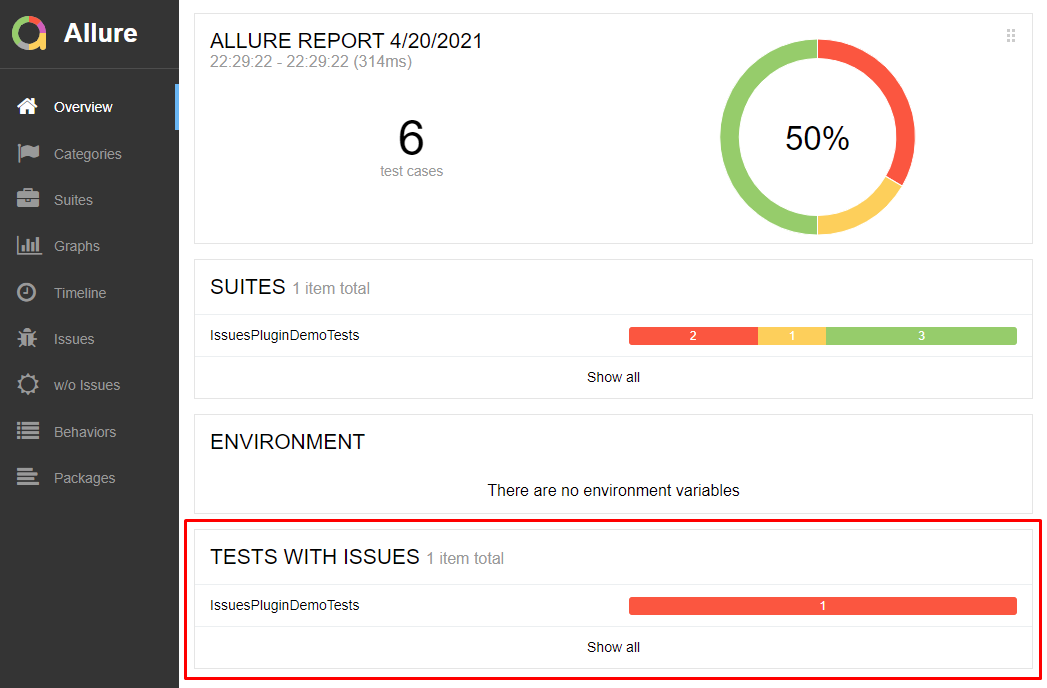 Allure
Overview
Categories
Suites
Graphs
Timeline
Issues
w/o Issues
Behaviors
Packages
ALLURE REPORT 4/20/2021
22:29:22 - 22:29:22 (314ms)
6
test cases
50%
SUITES 1 item total
IssuesPluginDemoTests 2 1 3
Show all
ENVIRONMENT
There are no environment variables
TESTS WITH ISSUES 1 item total
IssuesPluginDemoTests 1
Show all